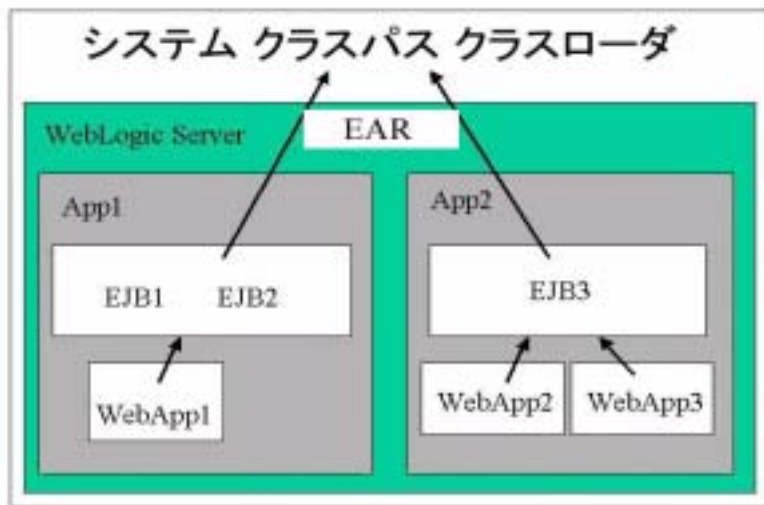 システム クラスパス クラスローダ
WebLogic Server
EAR
App1
App2
EJB1 EJB2
EJB3
WebApp1
WebApp2
WebApp3